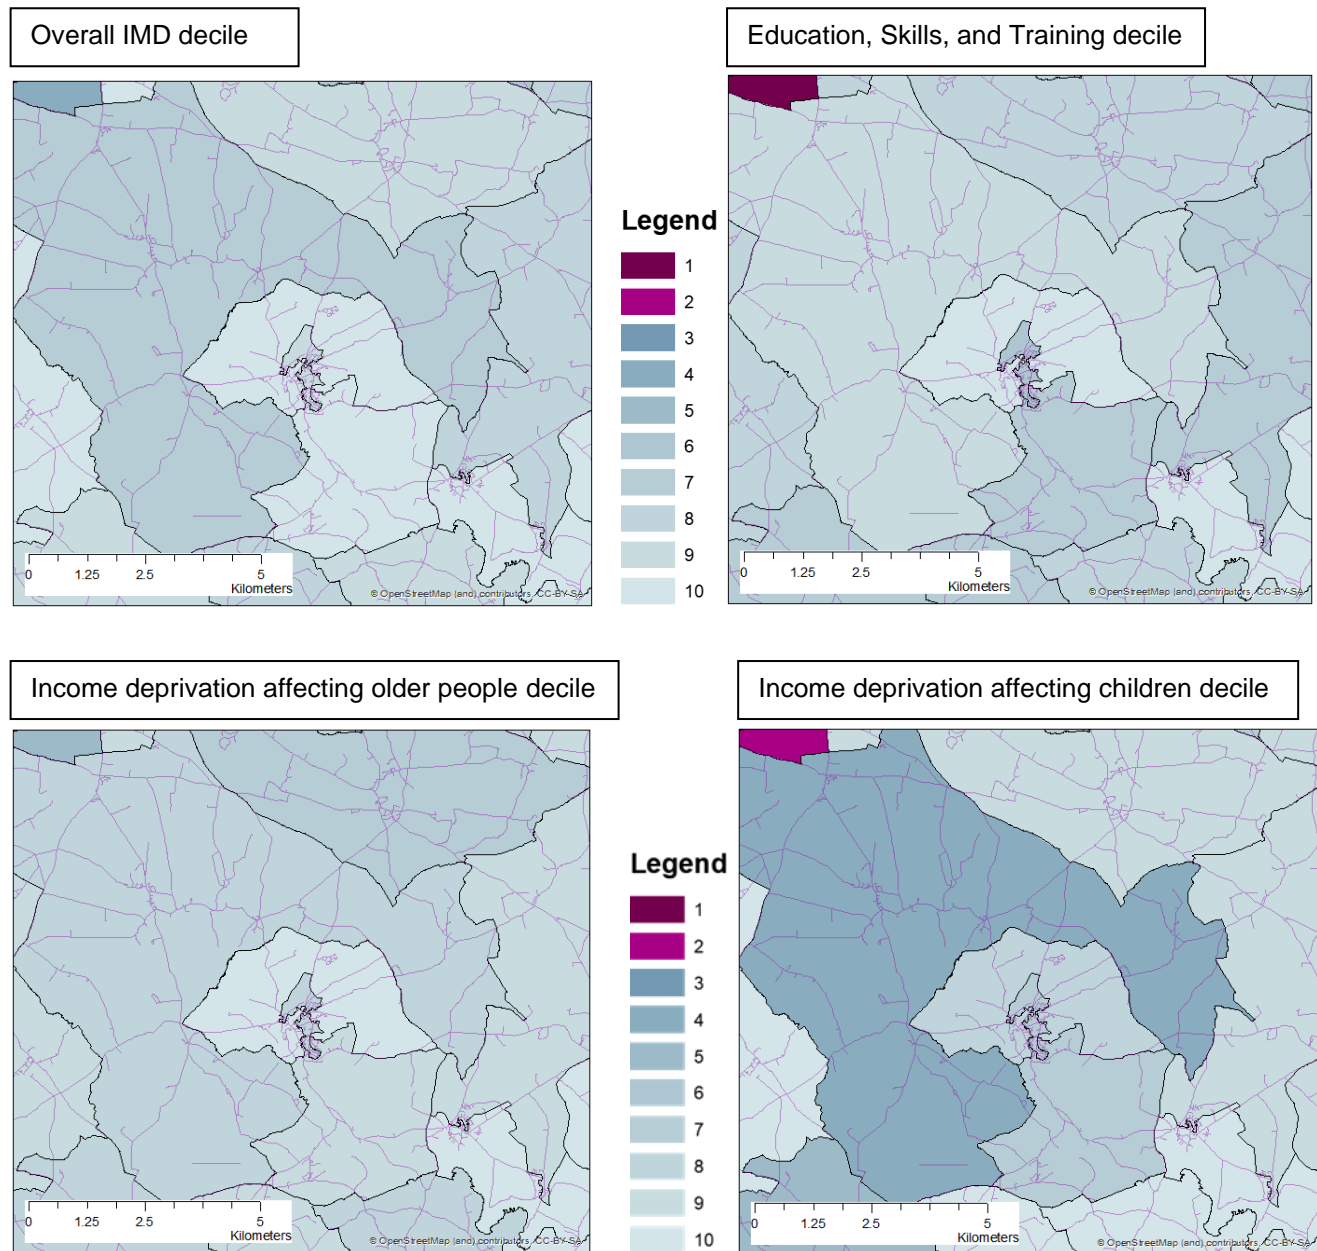 Overall IMD decile
Education, Skills, and Training decile
Legend
1
2
3
4
5
6
7
8
9
10
0 1.25 2.5 5
Kilometers
© OpenStreetMap (and) contributors, CC-BY-SA
0 1.25 2.5 5
Kilometers
© OpenStreetMap (and) contributors, CC-BY-SA
Income deprivation affecting older people decile
Income deprivation affecting children decile
Legend
1
2
3
4
5
6
7
8
9
10
0 1.25 2.5 5
Kilometers
© OpenStreetMap (and) contributors, CC-BY-SA
0 1.25 2.5 5
Kilometers
© OpenStreetMap (and) contributors, CC-BY-SA